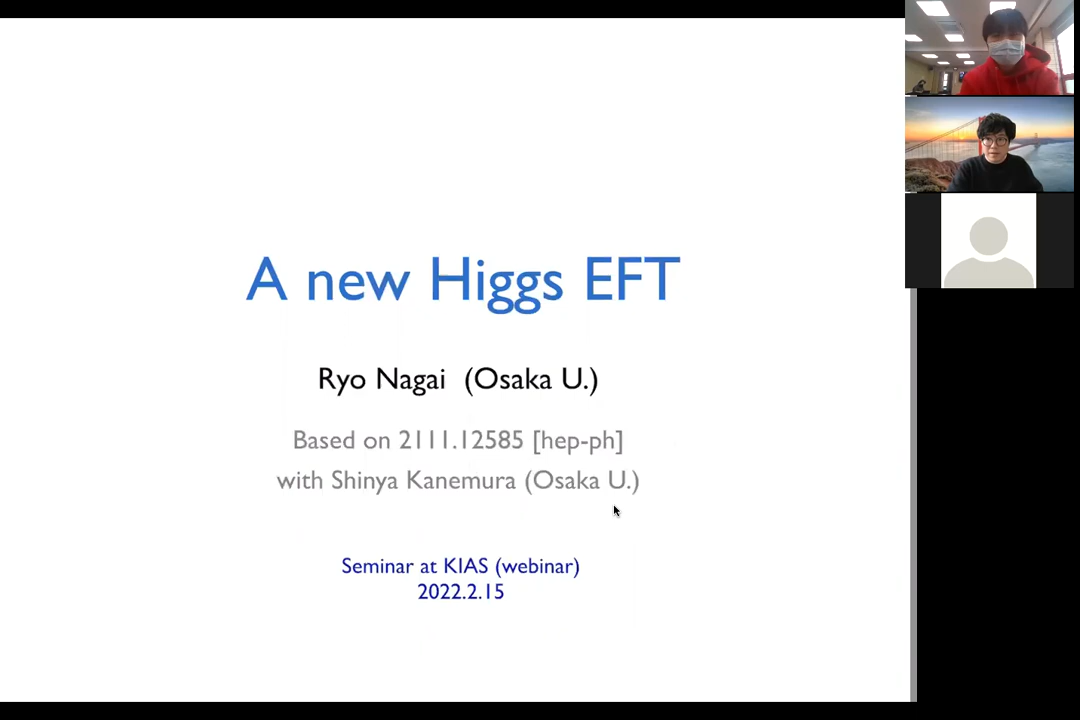 A new Higgs EFT
Ryo Nagai (Osaka U.)
Based on 2111.12585 [hep-ph]
with Shinya Kanemura (Osaka U.)
Seminar at KIAS (webinar)
2022.2.15